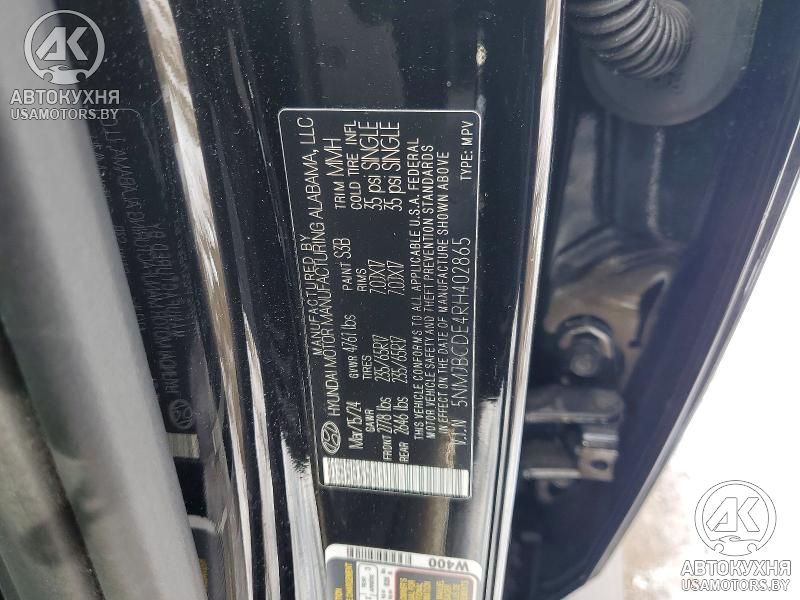 АВТОКУХНЯ
USAMOTORS.BY
MANUFACTURED BY
HYUNDAI MOTOR MANUFACTURING ALABAMA, LLC
Mar/15/24 GVWR 4761 lbs PAINT S3B TRIM MMH
GAWR TIRES RIMS COLD TIRE INFL
FRONT 2778 lbs 235/65R17 7.0JX17 35 psi SINGLE
REAR 2646 lbs 235/65R17 7.0JX17 35 psi SINGLE
THIS VEHICLE CONFORMS TO ALL APPLICABLE U.S.A. FEDERAL
MOTOR VEHICLE SAFETY, AND THEFT PREVENTION STANDARDS
IN EFFECT ON THE DATE OF MANUFACTURE SHOWN ABOVE
V.I.N 5NMJBCDE4RH402865 TYPE: MPV
W400
АВТОКУХНЯ
USAMOTORS.BY